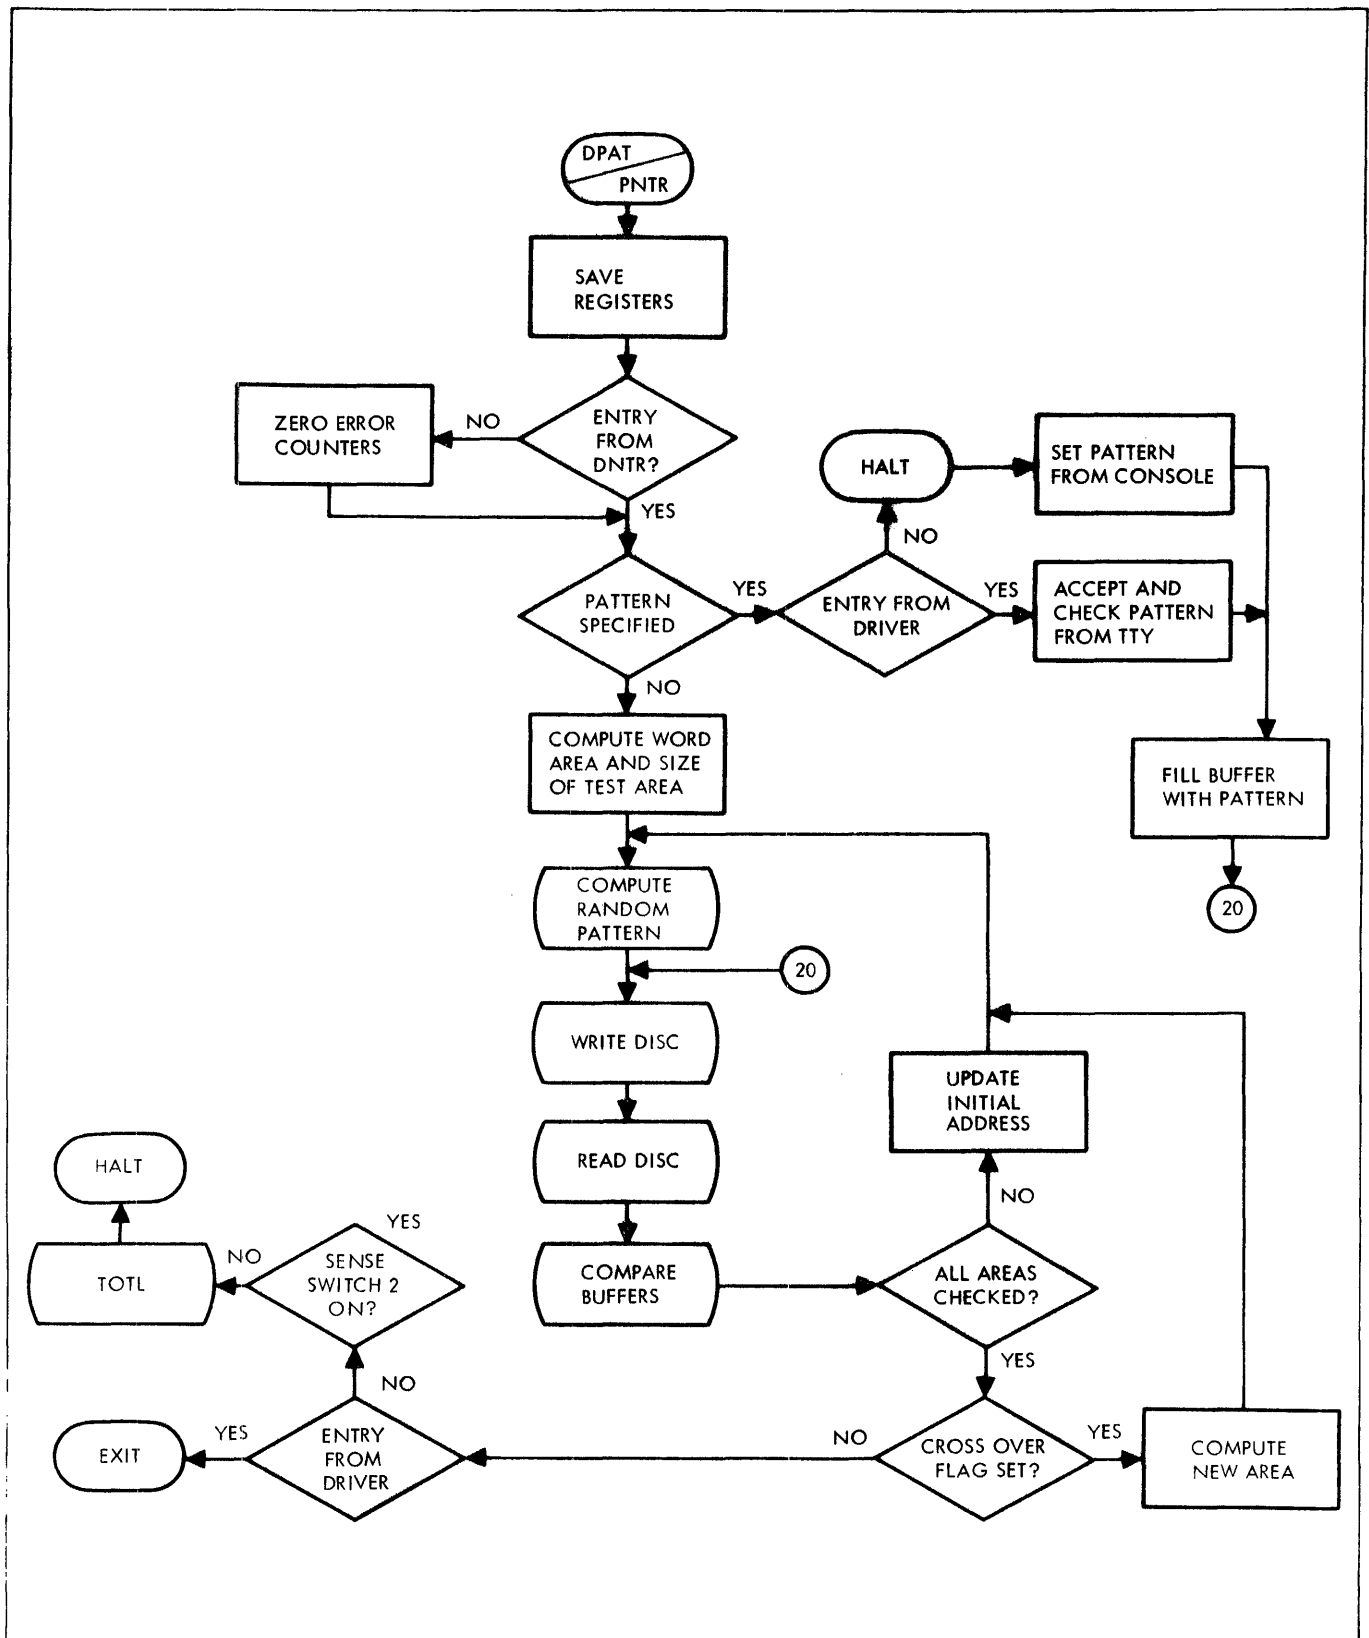 DPAT
PNTR
SAVE
REGISTERS
ENTRY
FROM
DNTR?
NO
ZERO ERROR
COUNTERS
YES
HALT
SET PATTERN
FROM CONSOLE
NO
PATTERN
SPECIFIED
YES
ENTRY FROM
DRIVER
YES
ACCEPT AND
CHECK PATTERN
FROM TTY
NO
COMPUTE WORD
AREA AND SIZE
OF TEST AREA
FILL BUFFER
WITH PATTERN
20
COMPUTE
RANDOM
PATTERN
20
WRITE DISC
UPDATE
INITIAL
ADDRESS
READ DISC
NO
HALT
YES
NO
TOTL
SENSE
SWITCH 2
ON?
COMPARE
BUFFERS
ALL AREAS
CHECKED?
YES
NO
EXIT
YES
ENTRY
FROM
DRIVER
NO
CROSS OVER
FLAG SET?
YES
COMPUTE
NEW AREA